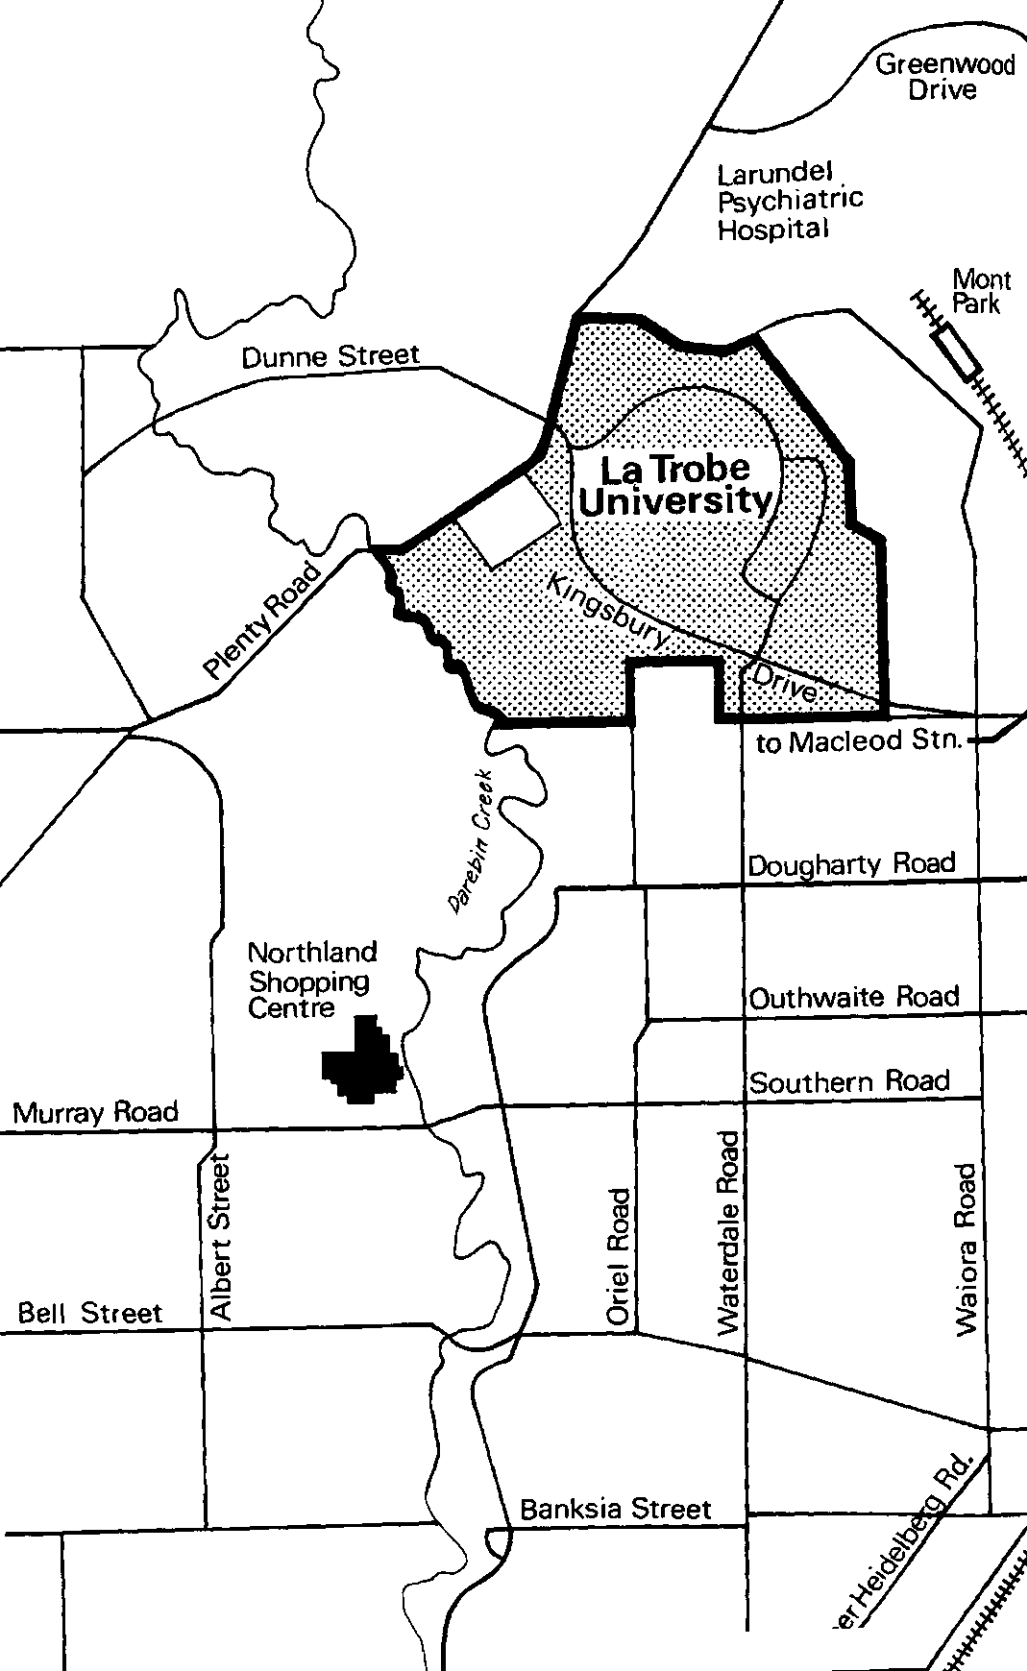 Greenwood
Drive
Larundel
Psychiatric
Hospital
Mont
Park
Dunne Street
La Trobe
University
Kingsbury
Drive
Plenty Road
to Macleod Stn.
Darebin Creek
Dougharty Road
Northland
Shopping
Centre
Outhwaite Road
Southern Road
Murray Road
Albert Street
Oriel Road
Waterdale Road
Waiora Road
Bell Street
Banksia Street
er Heidelberg Rd.